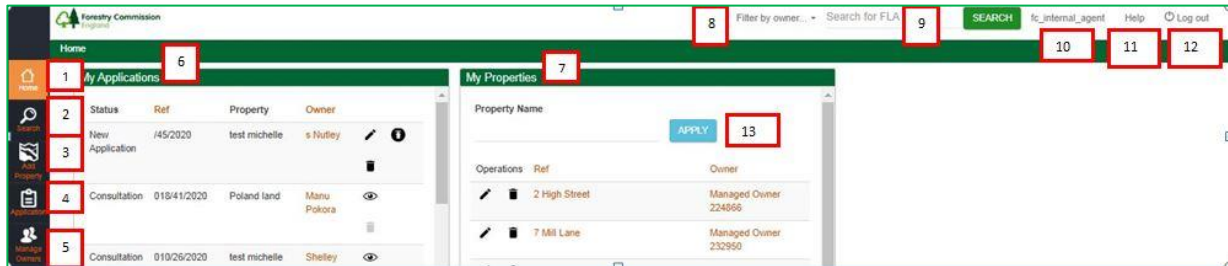 Forestry Commission
England
8
Filter by owner...
Search for FLA
9
SEARCH
fc_internal_agent
Help
Log out
10
11
12
Home
1
Home
2
Search
3
Add
Property
4
Application
5
Manage
Owners
6
My Applications
Status Ref Property Owner
New Application /45/2020 test michelle s Nutley
Consultation 018/41/2020 Poland land Manu Pokora
Consultation 010/26/2020 test michelle Shelley
7
My Properties
Property Name
APPLY
13
Operations Ref Owner
2 High Street Managed Owner 224866
7 Mill Lane Managed Owner 232950